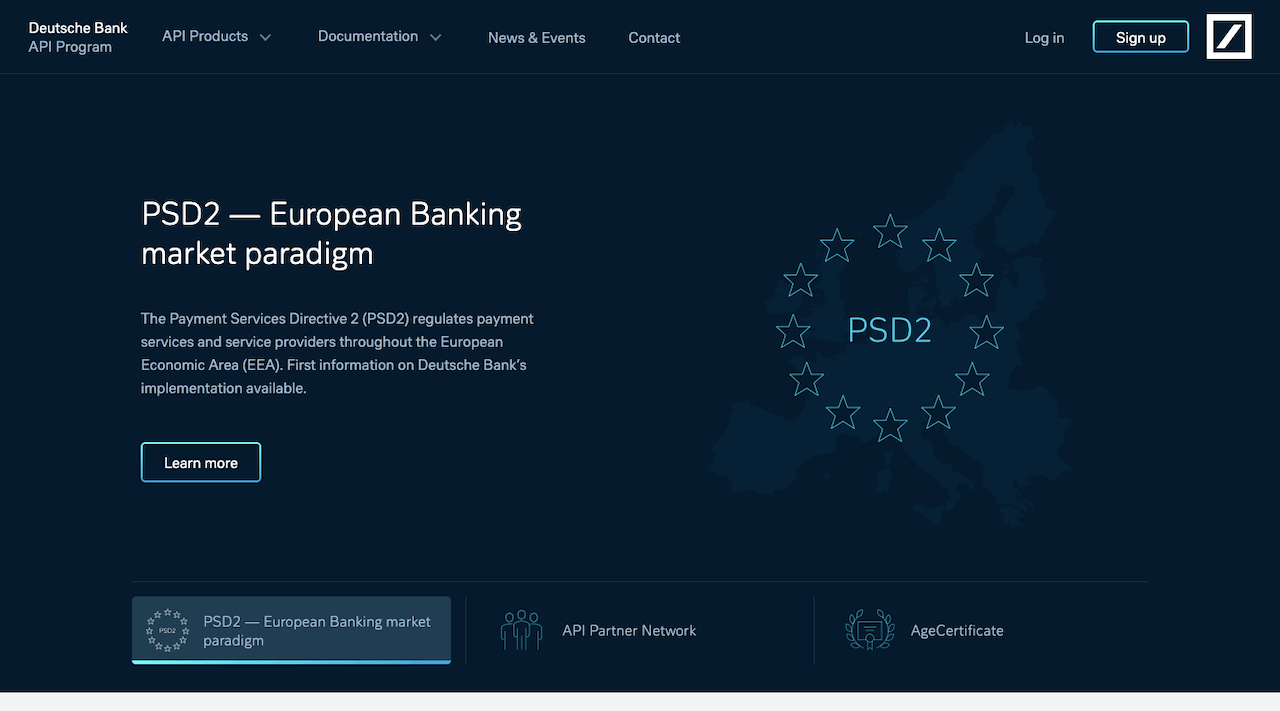 Deutsche Bank
API Program
API Products
Documentation
News & Events
Contact
Log in
Sign up
PSD2 — European Banking
market paradigm
The Payment Services Directive 2 (PSD2) regulates payment
services and service providers throughout the European
Economic Area (EEA). First information on Deutsche Bank’s
implementation available.
Learn more
PSD2
PSD2
PSD2 — European Banking market
paradigm
API Partner Network
AgeCertificate